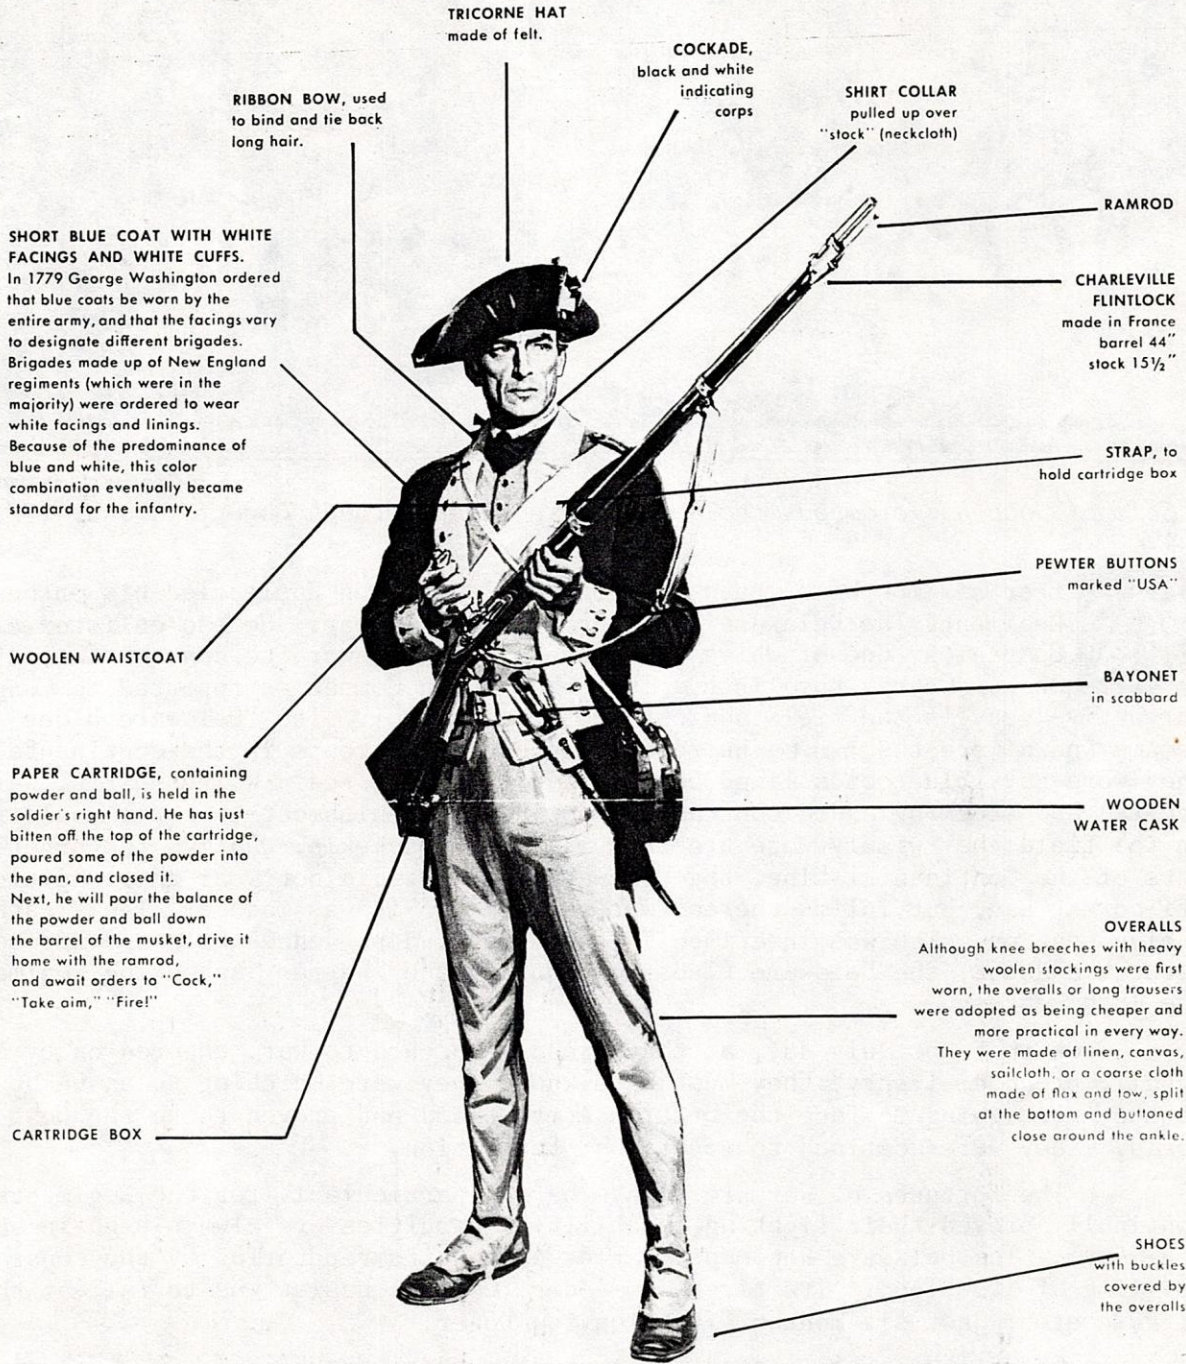 TRICORNE HAT
made of felt.
COCKADE,
black and white
indicating
corps
RIBBON BOW, used
to bind and tie back
long hair.
SHIRT COLLAR
pulled up over
"stock" (neckcloth)
RAMROD
SHORT BLUE COAT WITH WHITE
FACINGS AND WHITE CUFFS.
In 1779 George Washington ordered
that blue coats be worn by the
entire army, and that the facings vary
to designate different brigades.
Brigades made up of New England
regiments (which were in the
majority) were ordered to wear
white facings and linings.
Because of the predominance of
blue and white, this color
combination eventually became
standard for the infantry.
CHARLEVILLE
FLINTLOCK
made in France
barrel 44"
stock 15½"
STRAP, to
hold cartridge box
PEWTER BUTTONS
marked "USA"
WOOLEN WAISTCOAT
BAYONET
in scabbard
PAPER CARTRIDGE, containing
powder and ball, is held in the
soldier's right hand. He has just
bitten off the top of the cartridge,
poured some of the powder into
the pan, and closed it.
Next, he will pour the balance of
the powder and ball down
the barrel of the musket, drive it
home with the ramrod,
and await orders to "Cock,"
"Take aim," "Fire!"
WOODEN
WATER CASK
OVERALLS
Although knee breeches with heavy
woolen stockings were first
worn, the overalls or long trousers
were adopted as being cheaper and
more practical in every way.
They were made of linen, canvas,
sailcloth, or a coarse cloth
made of flax and tow, split
at the bottom and buttoned
close around the ankle.
CARTRIDGE BOX
SHOES
with buckles
covered by
the overalls